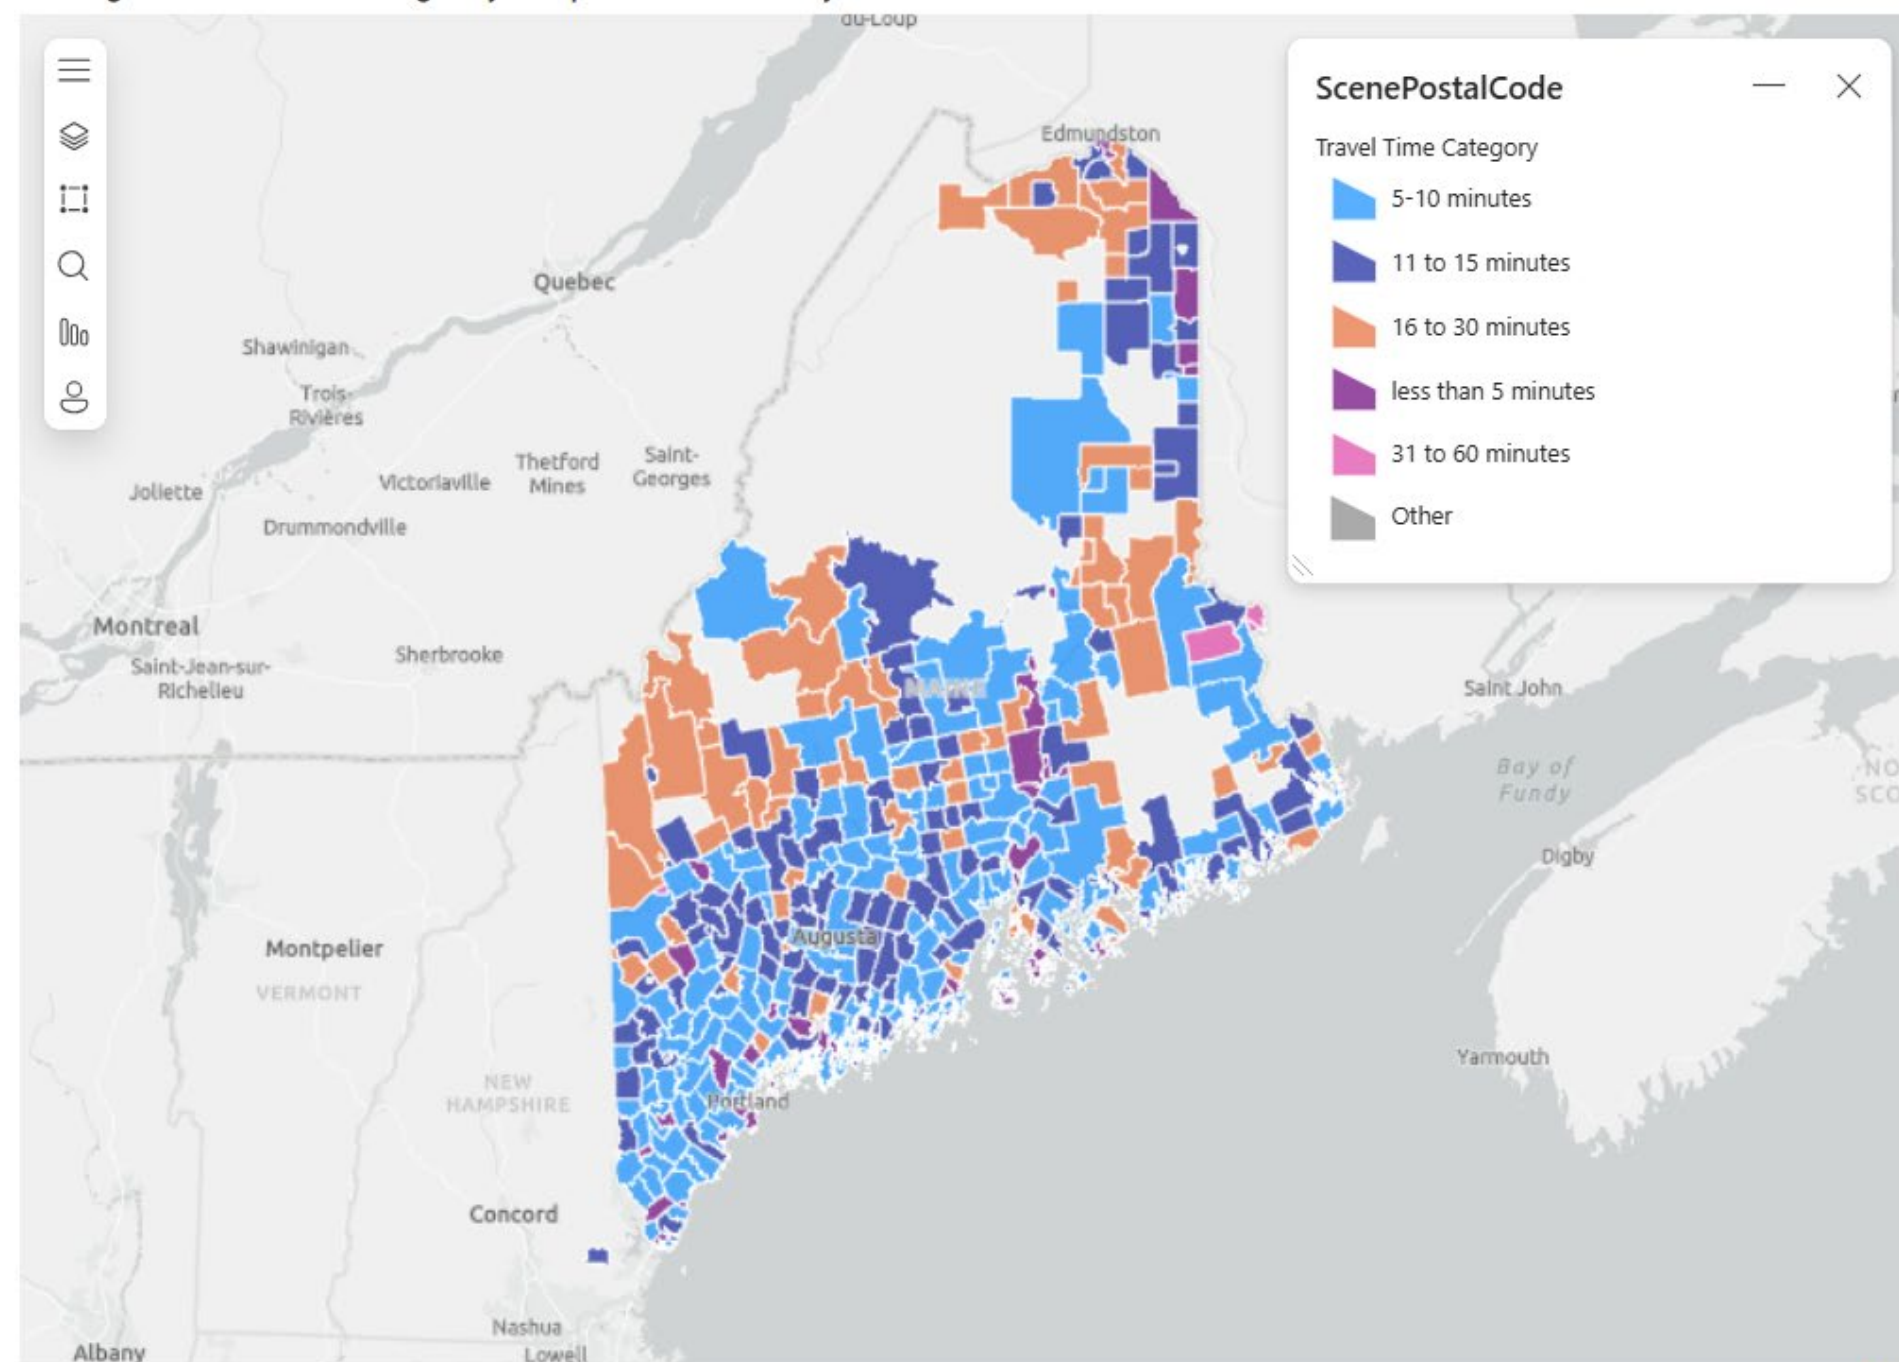 du-Loup
Edmundston
Quebec
Shawinigan
Trois-
Rivières
Thetford
Mines
Saint-
Georges
Victoriaville
Joliette
Drummondville
Montreal
Sherbrooke
Saint-Jean-sur-
Richelieu
MAINE
Saint John
Bay of
Fundy
NO
SCO
Digby
Augusta
Montpelier
VERMONT
Yarmouth
NEW
HAMPSHIRE
Portland
Concord
Nashua
Lowell
Albany
ScenePostalCode
Travel Time Category
5-10 minutes
11 to 15 minutes
16 to 30 minutes
less than 5 minutes
31 to 60 minutes
Other